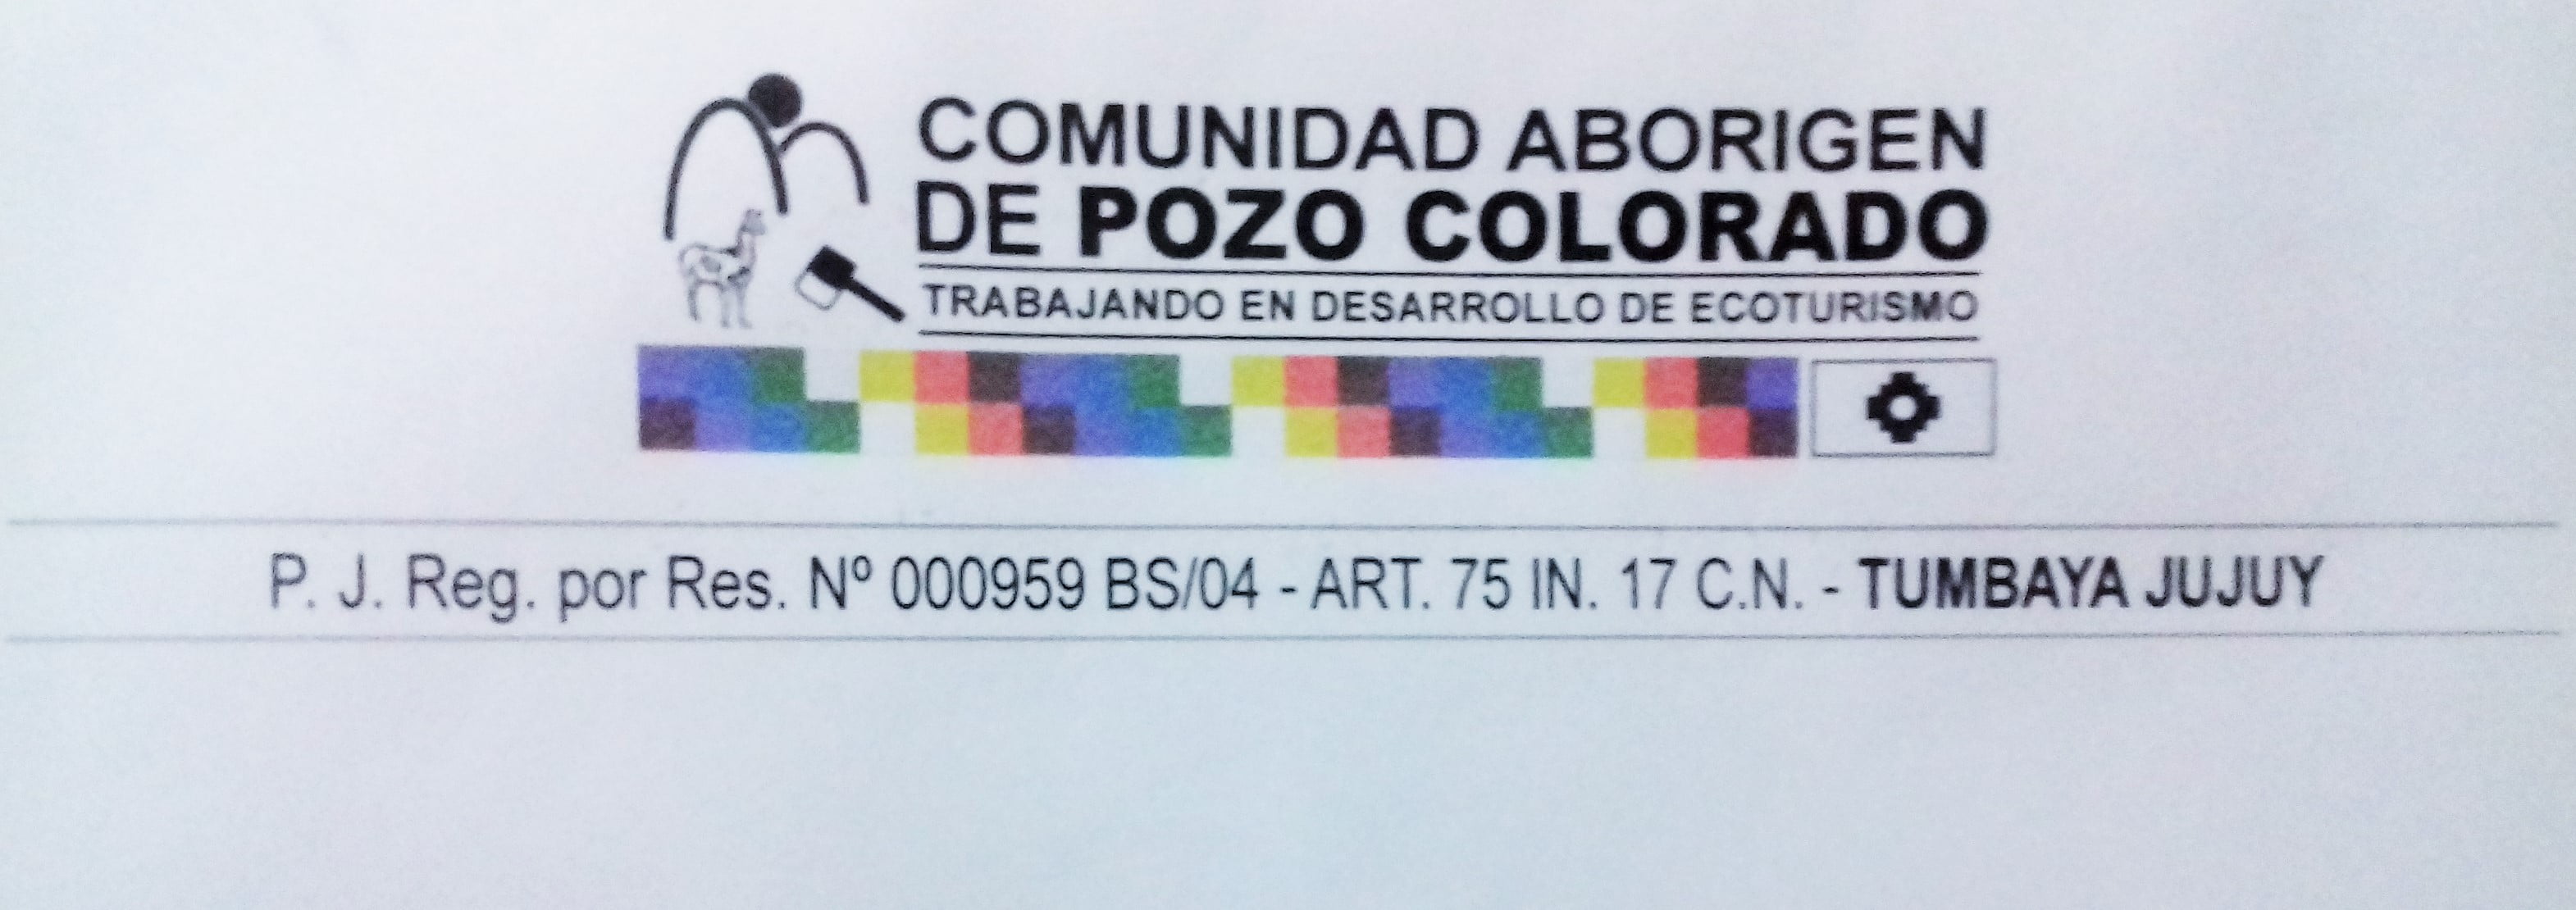 COMUNIDAD ABORIGEN
DE POZO COLORADO
TRABAJANDO EN DESARROLLO DE ECOTURISMO
P. J. Reg. por Res. Nº 000959 BS/04 - ART. 75 IN. 17 C.N. - TUMBAYA JUJUY